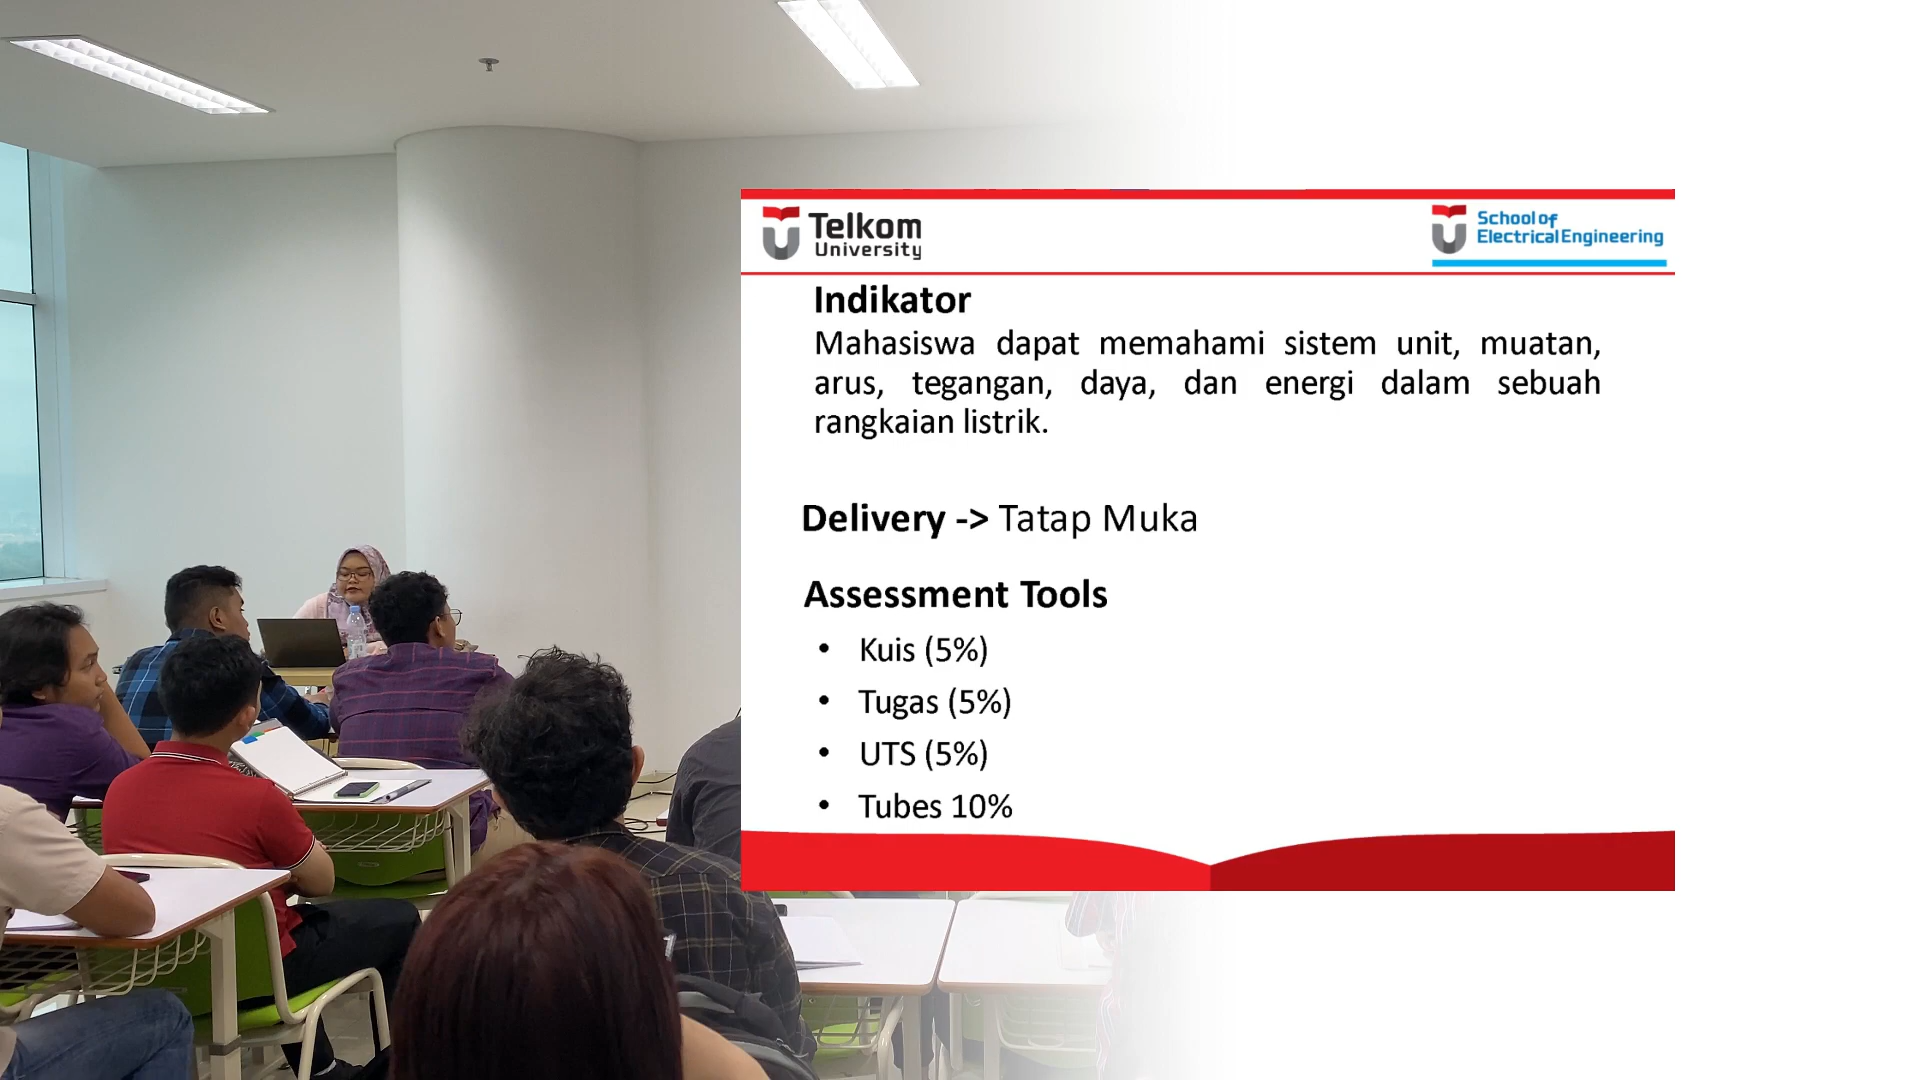 Telkom
University
School of
Electrical Engineering
Indikator
Mahasiswa dapat memahami sistem unit, muatan,
arus, tegangan, daya, dan energi dalam sebuah
rangkaian listrik.
Delivery -> Tatap Muka
Assessment Tools
• Kuis (5%)
• Tugas (5%)
• UTS (5%)
• Tubes 10%